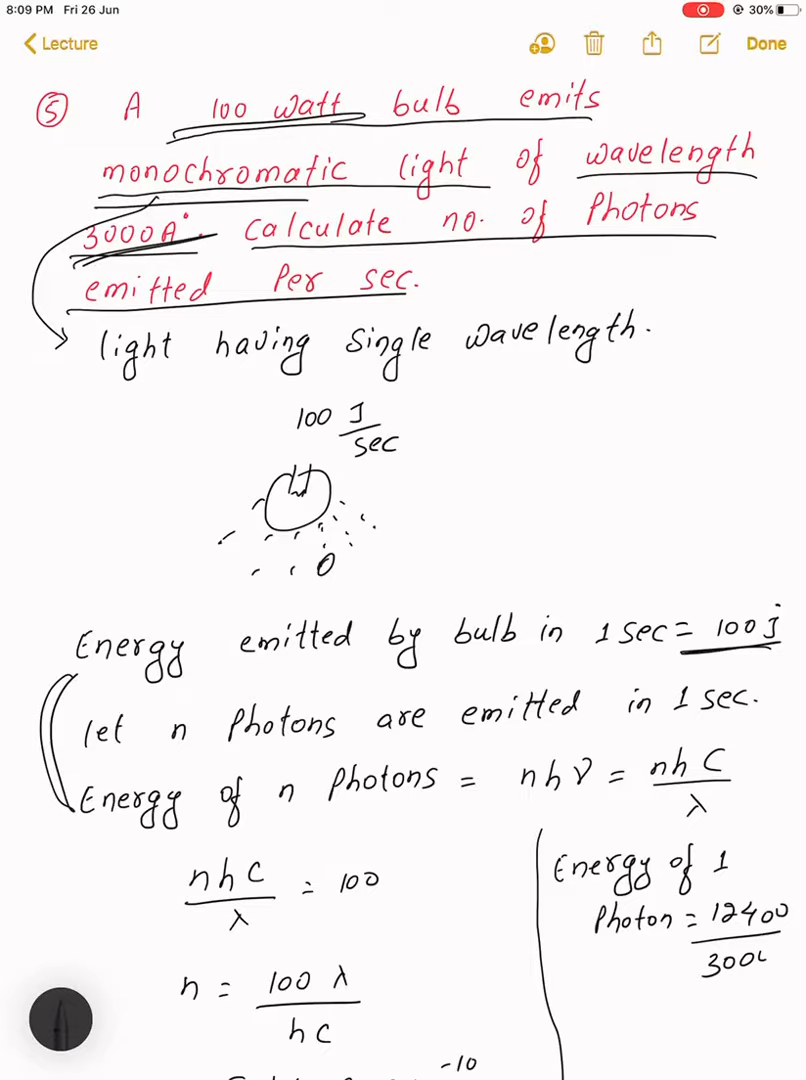 8:09 PM Fri 26 Jun
30%
Lecture
Done
⑤ A 100 watt bulb emits
monochromatic light of wavelength
3000A°. Calculate no. of Photons
emitted Per sec.
light having Single wavelength.
100 J/sec
Energy emitted by bulb in 1 sec = 100 J
let n Photons are emitted in 1 sec.
Energy of n Photons = nhν = nhC/λ
nhC/λ = 100
n = 100 λ/hC
-10
Energy of 1
Photon = 12400/300